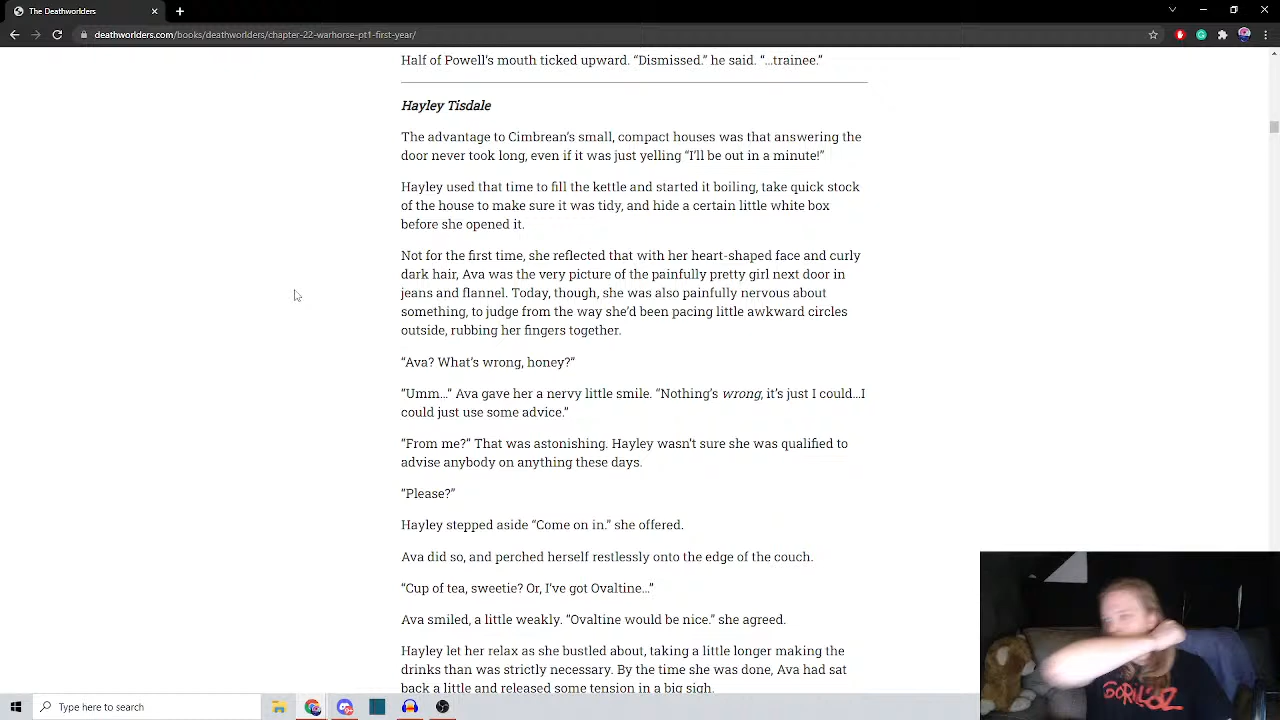 The Deathworlders
deathworlders.com/books/deathworlders/chapter-22-warhorse-pt1-first-year/
Half of Powell's mouth ticked upward. “Dismissed.” he said. “…trainee.”
Hayley Tisdale
The advantage to Cimbrean’s small, compact houses was that answering the
door never took long, even if it was just yelling “I’ll be out in a minute!”
Hayley used that time to fill the kettle and started it boiling, take quick stock
of the house to make sure it was tidy, and hide a certain little white box
before she opened it.
Not for the first time, she reflected that with her heart-shaped face and curly
dark hair, Ava was the very picture of the painfully pretty girl next door in
jeans and flannel. Today, though, she was also painfully nervous about
something, to judge from the way she’d been pacing little awkward circles
outside, rubbing her fingers together.
“Ava? What’s wrong, honey?”
“Umm…“ Ava gave her a nervy little smile. “Nothing’s wrong, it’s just I could…I
could just use some advice.”
“From me?” That was astonishing. Hayley wasn’t sure she was qualified to
advise anybody on anything these days.
“Please?”
Hayley stepped aside “Come on in.” she offered.
Ava did so, and perched herself restlessly onto the edge of the couch.
“Cup of tea, sweetie? Or, I’ve got Ovaltine…”
Ava smiled, a little weakly. “Ovaltine would be nice.” she agreed.
Hayley let her relax as she bustled about, taking a little longer making the
drinks than was strictly necessary. By the time she was done, Ava had sat
back a little and released some tension in a big sigh.
GORILLAZ
Type here to search